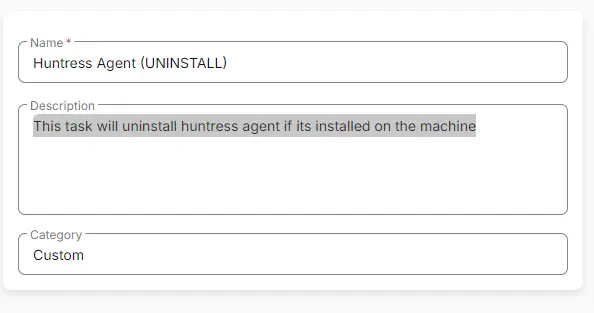 Name *
Huntress Agent (UNINSTALL)
Description
This task will uninstall huntress agent if its installed on the machine
Category
Custom